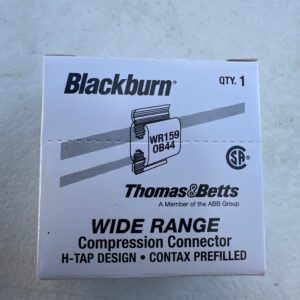 Blackburn® QTY. 1
WR159
OB44
Thomas&Betts
A Member of the ABB Group
WIDE RANGE
Compression Connector
H-TAP DESIGN • CONTAX PREFILLED